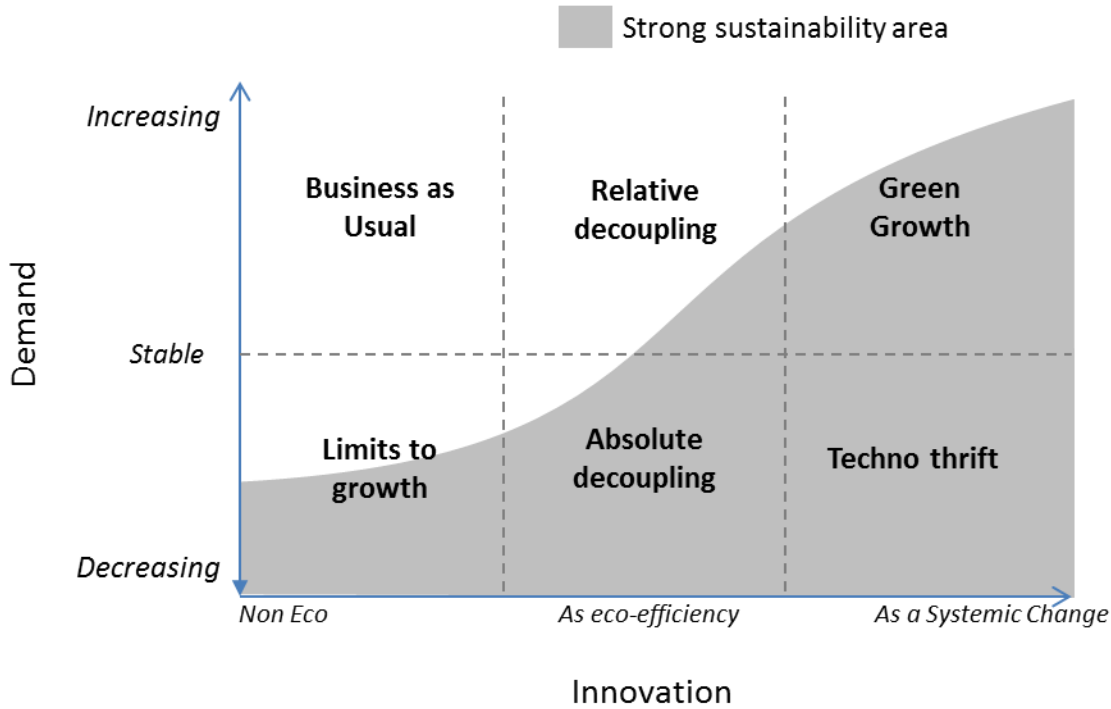 Strong sustainability area
Increasing
Business as
Usual
Relative
decoupling
Green
Growth
Demand
Stable
Limits to
growth
Absolute
decoupling
Techno thrift
Decreasing
Non Eco
As eco-efficiency
As a Systemic Change
Innovation